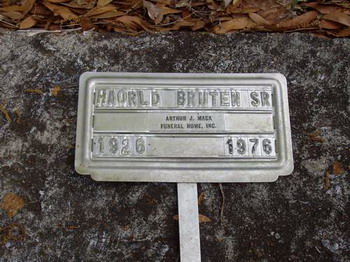 HAORLD BRUTEN SR
ARTHUR J. MACK
FUNERAL HOME, INC.
1926 1976